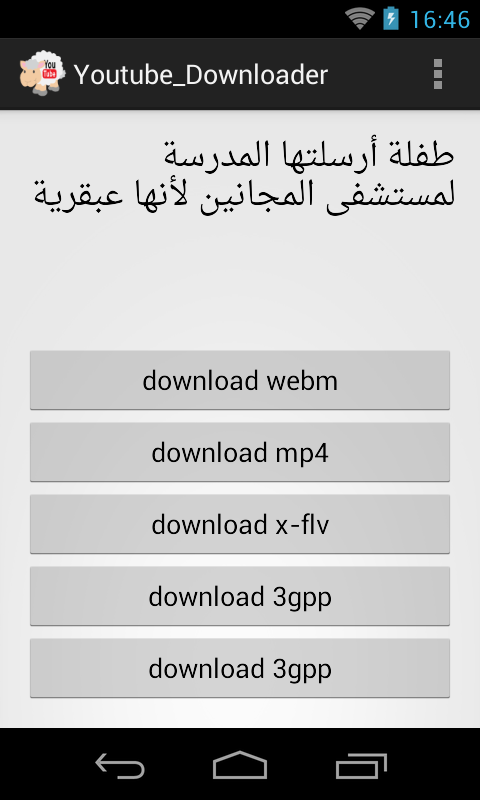 16:46
You
Tube
Youtube_Downloader
طفلة أرسلتها المدرسة
لمستشفى المجانين لأنها عبقرية
download webm
download mp4
download x-flv
download 3gpp
download 3gpp